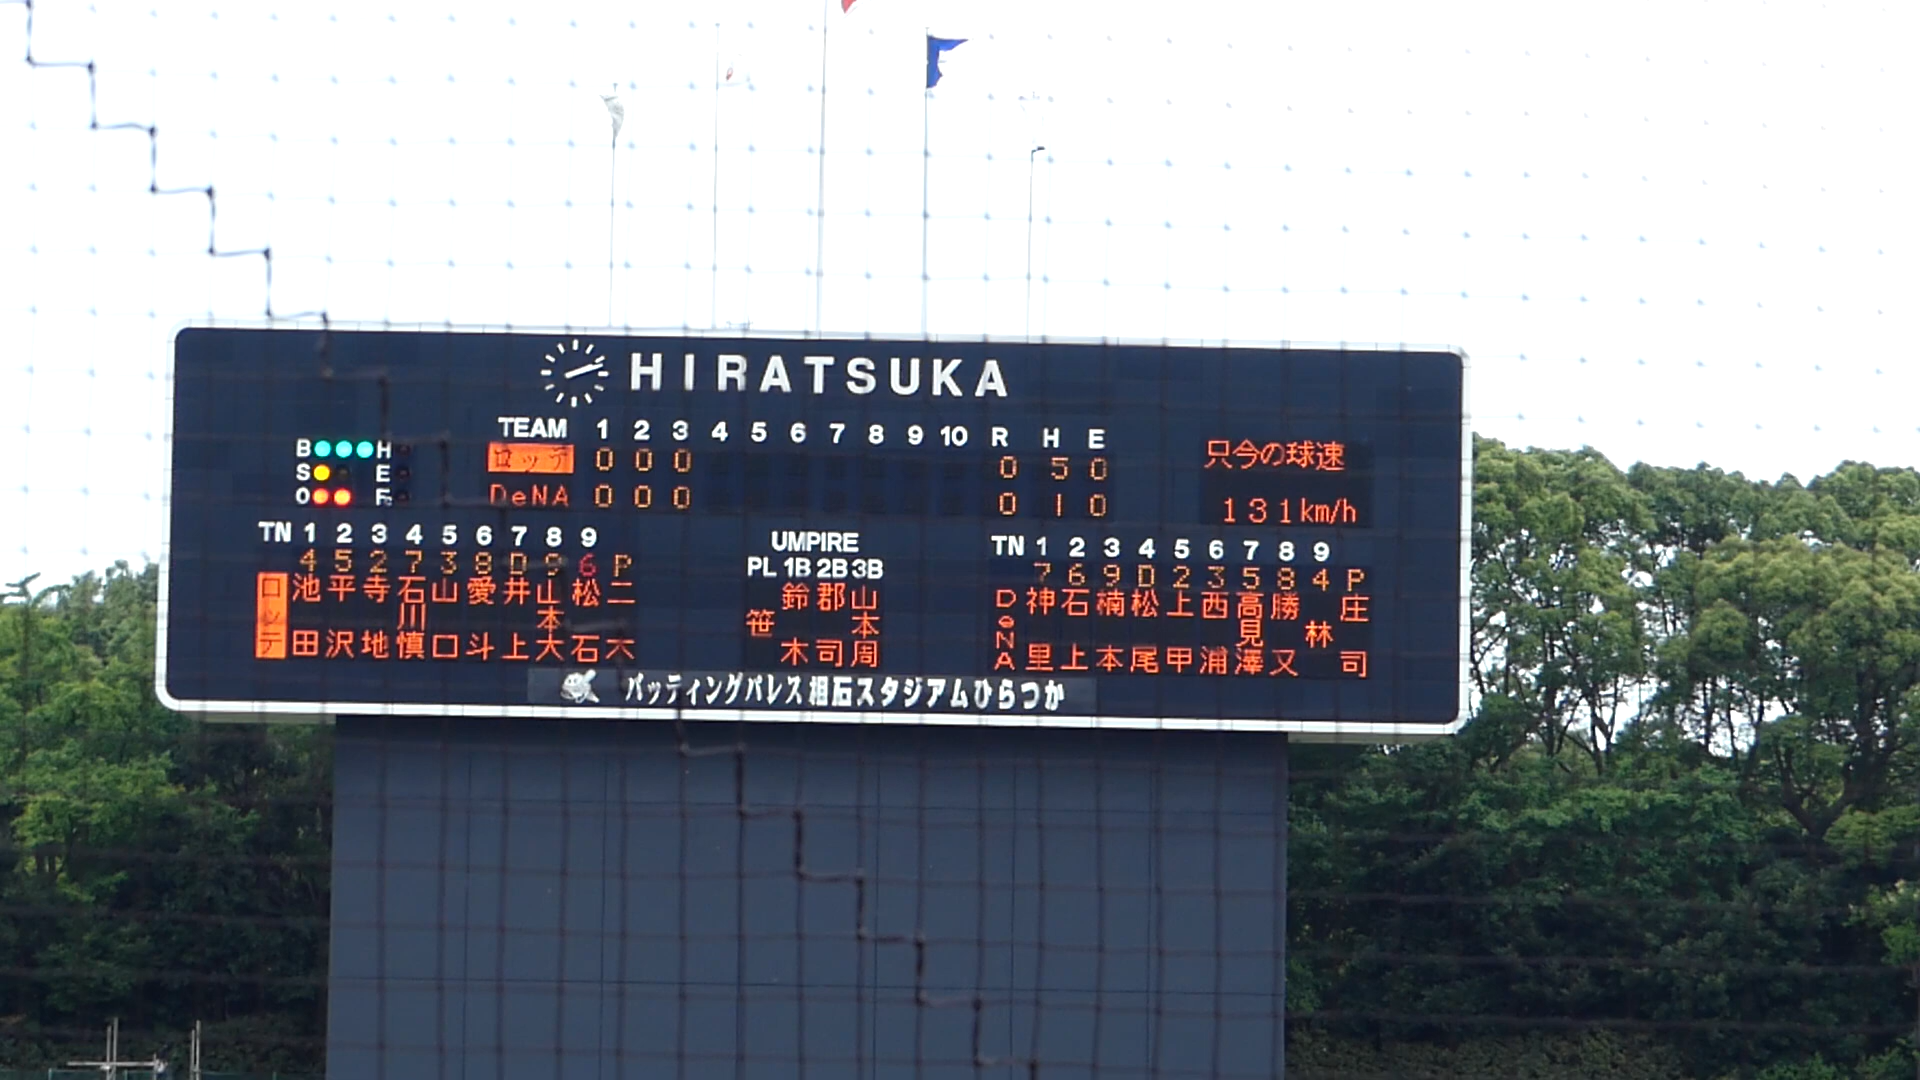 HIRATSUKA
TEAM 1 2 3 4 5 6 7 8 9 10 R H E
ロッテ 0 0 0 0 5 0
DeNA 0 0 0 0 1 0
B H
S E
O Fc
只今の球速
131km/h
TN 1 2 3 4 5 6 7 8 9
4 5 2 7 3 8 D 9 6 P
ロッテ 池田 平沢 寺地 石川慎 山口 愛斗 井上 山本大 松石 二木
UMPIRE
PL 1B 2B 3B
笹 鈴木 郡司 山本周
TN 1 2 3 4 5 6 7 8 9
7 6 9 D 2 3 5 8 4 P
DeNA 神里 石上 楠本 松尾 上甲 西浦 高見澤 勝又 林 庄司
バッティングパレス相石スタジアムひらつか